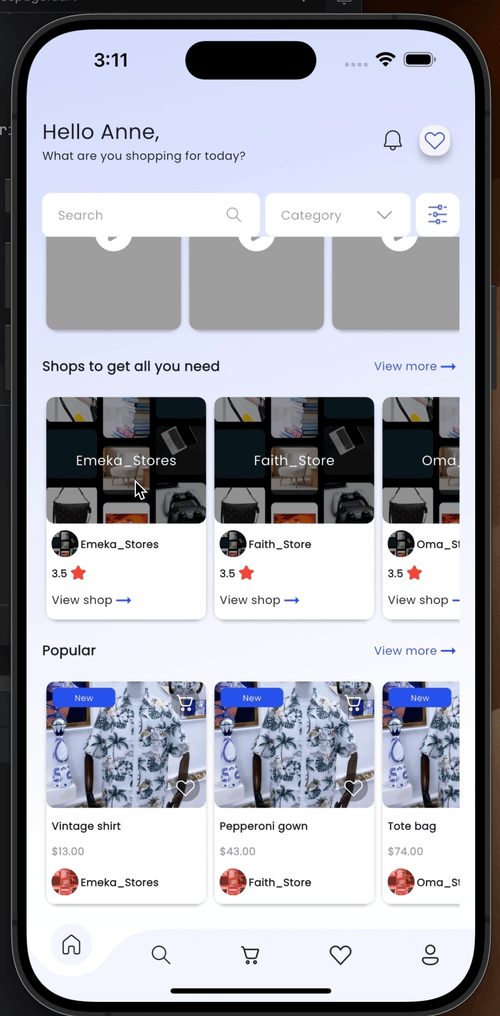 3:11
Hello Anne,
What are you shopping for today?
Search
Category
Shops to get all you need
View more
Emeka_Stores
Faith_Store
Oma_
Emeka_Stores
Faith_Store
Oma_St
3.5
3.5
3.5
View shop
View shop
View shop
Popular
View more
New
New
New
Vintage shirt
Pepperoni gown
Tote bag
$13.00
$43.00
$74.00
Emeka_Stores
Faith_Store
Oma_St